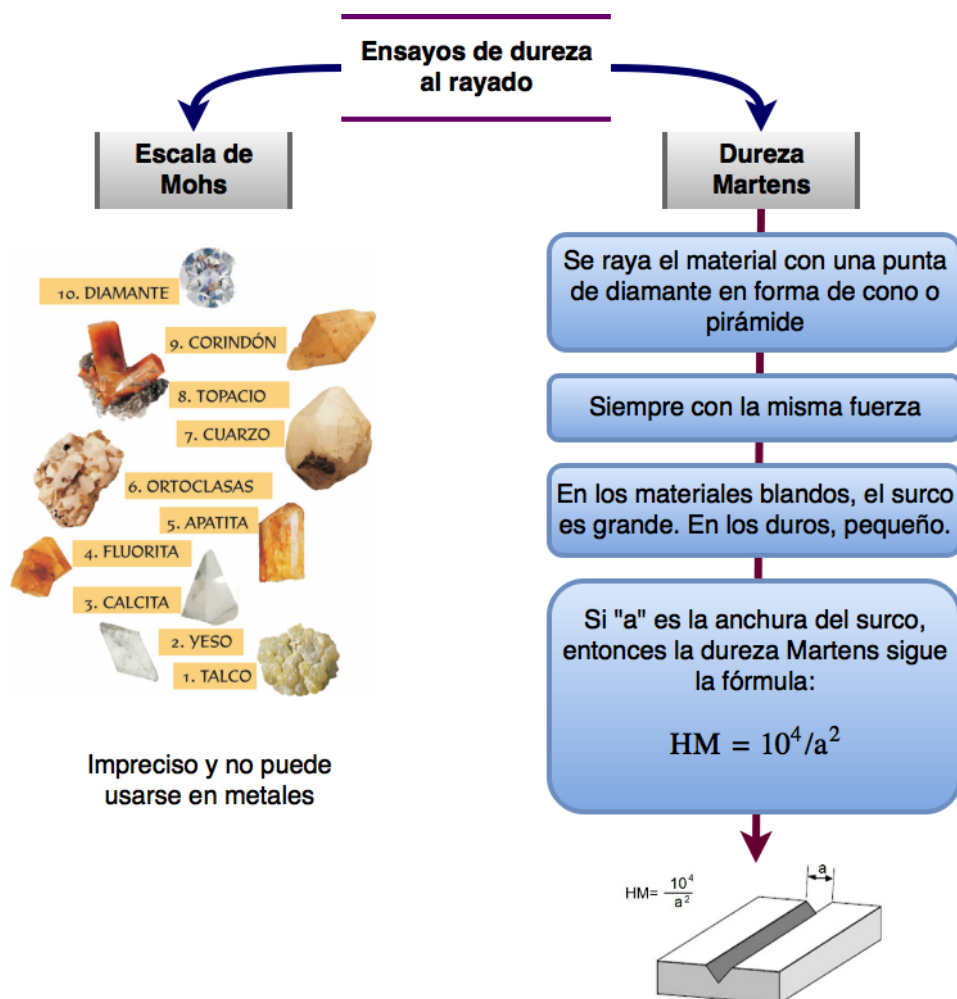 Ensayos de dureza
al rayado
Escala de
Mohs
10. DIAMANTE
9. CORINDÓN
8. TOPACIO
7. CUARZO
6. ORTOCLASAS
5. APATITA
4. FLUORITA
3. CALCITA
2. YESO
1. TALCO
Impreciso y no puede
usarse en metales
Dureza
Martens
Se raya el material con una punta
de diamante en forma de cono o
pirámide
Siempre con la misma fuerza
En los materiales blandos, el surco
es grande. En los duros, pequeño.
Si "a" es la anchura del surco,
entonces la dureza Martens sigue
la fórmula:
HM = 10⁴/a²
HM= 10⁴/a²
a